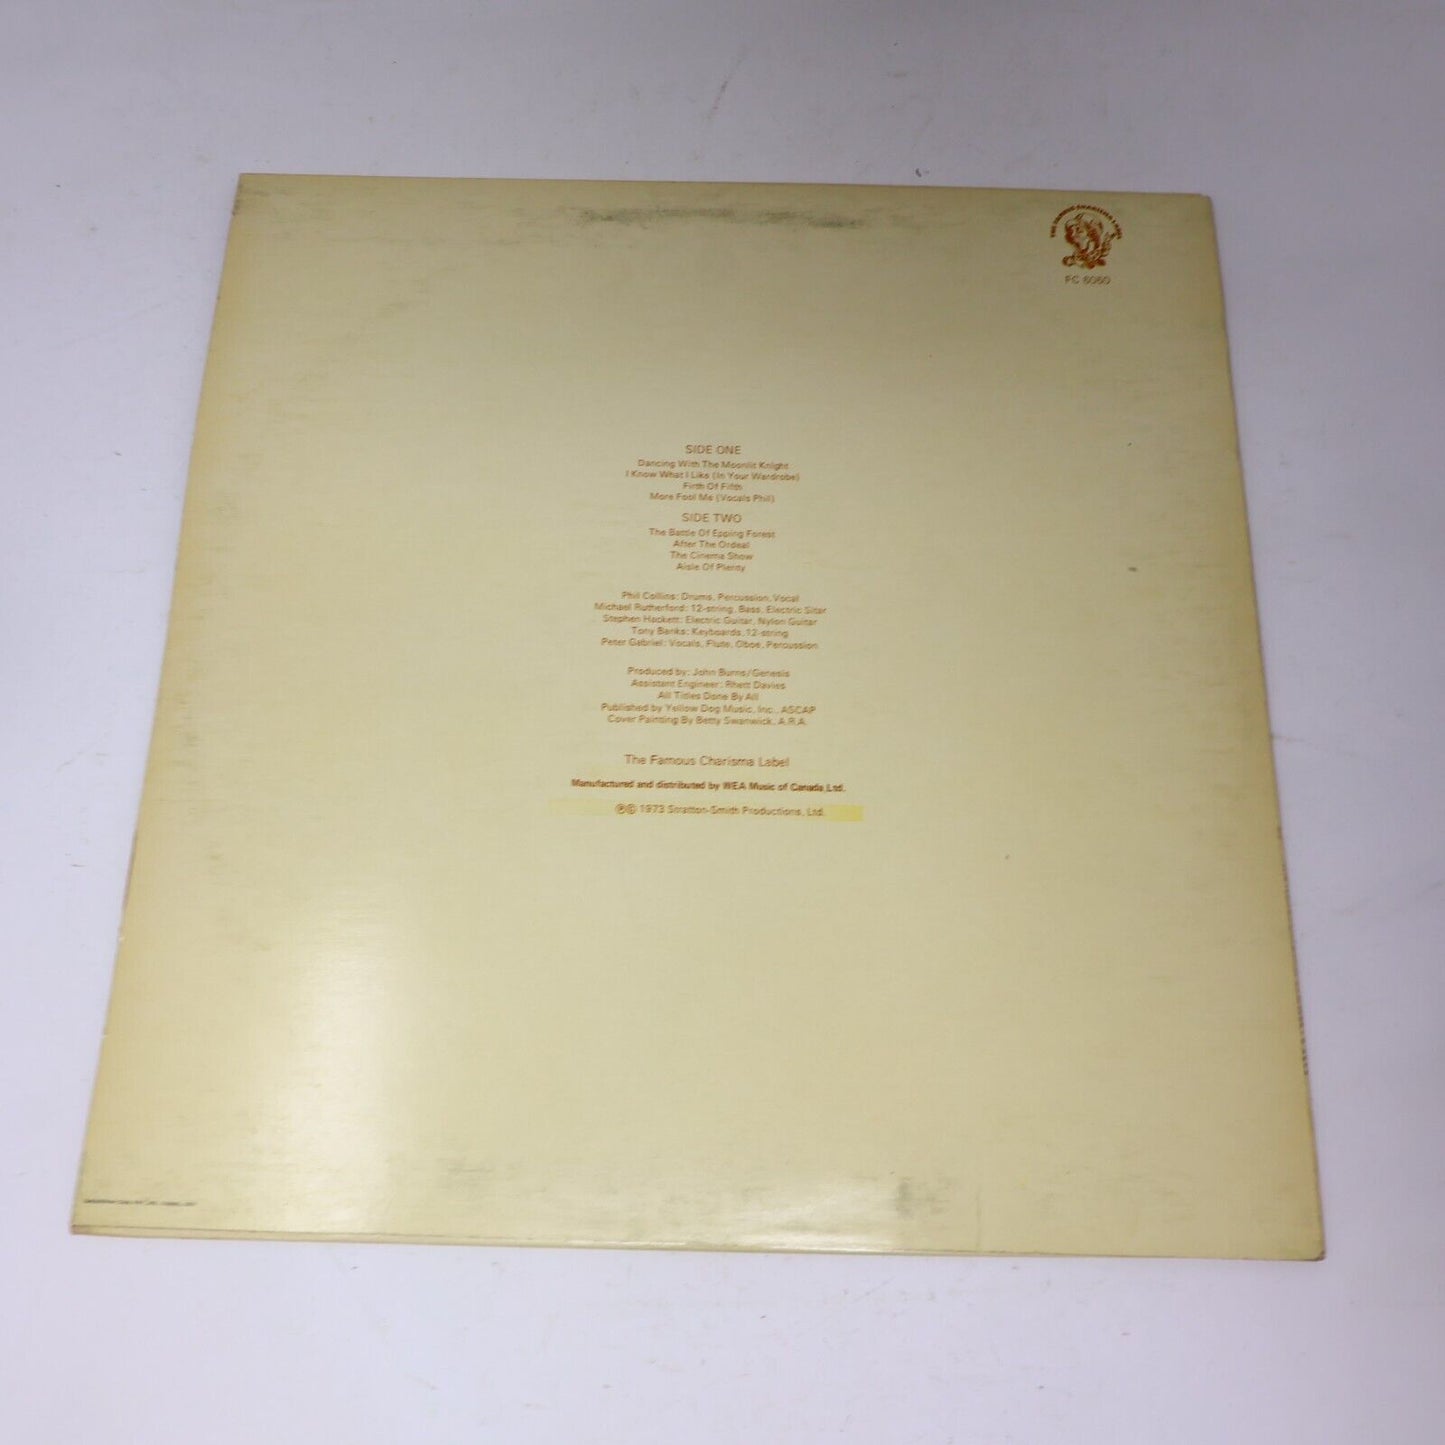 THE FAMOUS CHARISMA LABEL
FC 6060
SIDE ONE
Dancing With The Moonlit Knight
I Know What I Like (In Your Wardrobe)
Firth Of Fifth
More Fool Me (Vocals Phil)
SIDE TWO
The Battle Of Epping Forest
After The Ordeal
The Cinema Show
Aisle Of Plenty
Phil Collins: Drums, Percussion, Vocal
Michael Rutherford: 12-string, Bass, Electric Sitar
Stephen Hackett: Electric Guitar, Nylon Guitar
Tony Banks: Keyboards, 12-string
Peter Gabriel: Vocals, Flute, Oboe, Percussion
Produced by: John Burns/Genesis
Assistant Engineer: Rhett Davies
All Titles Done By All
Published by Yellow Dog Music, Inc., ASCAP
Cover Painting By Betty Swanwick, A.R.A.
The Famous Charisma Label
Manufactured and distributed by WEA Music of Canada, Ltd.
℗© 1973 Stratton-Smith Productions, Ltd.